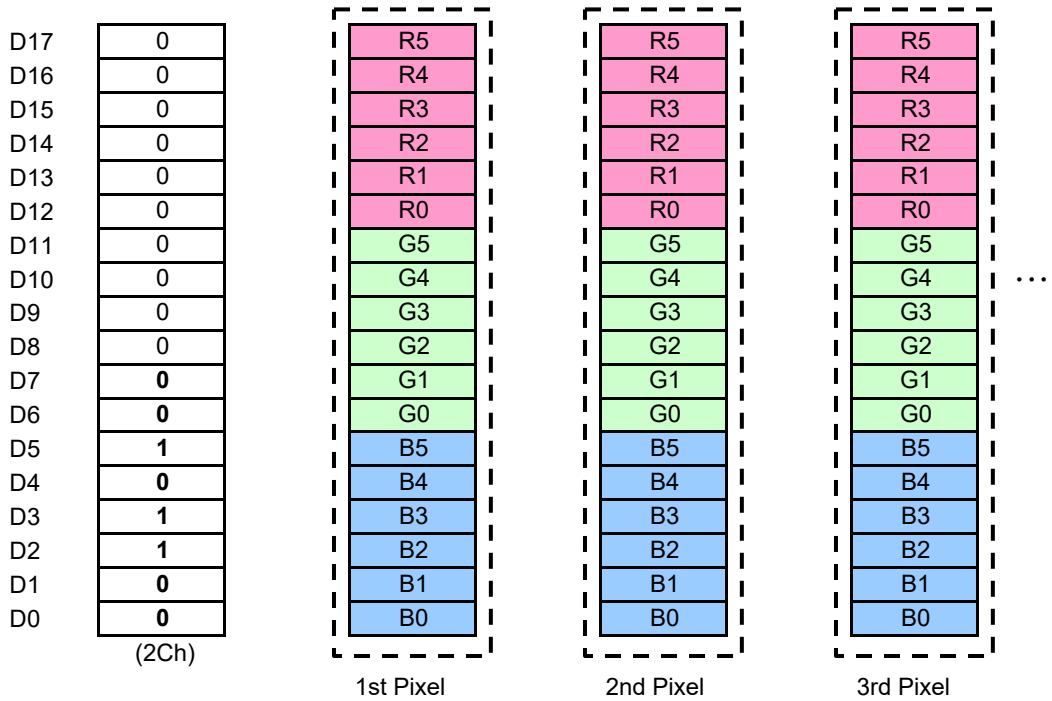 D17 0 R5 R5 R5
D16 0 R4 R4 R4
D15 0 R3 R3 R3
D14 0 R2 R2 R2
D13 0 R1 R1 R1
D12 0 R0 R0 R0
D11 0 G5 G5 G5
D10 0 G4 G4 G4 ...
D9 0 G3 G3 G3
D8 0 G2 G2 G2
D7 0 G1 G1 G1
D6 0 G0 G0 G0
D5 1 B5 B5 B5
D4 0 B4 B4 B4
D3 1 B3 B3 B3
D2 1 B2 B2 B2
D1 0 B1 B1 B1
D0 0 B0 B0 B0
(2Ch)
1st Pixel 2nd Pixel 3rd Pixel